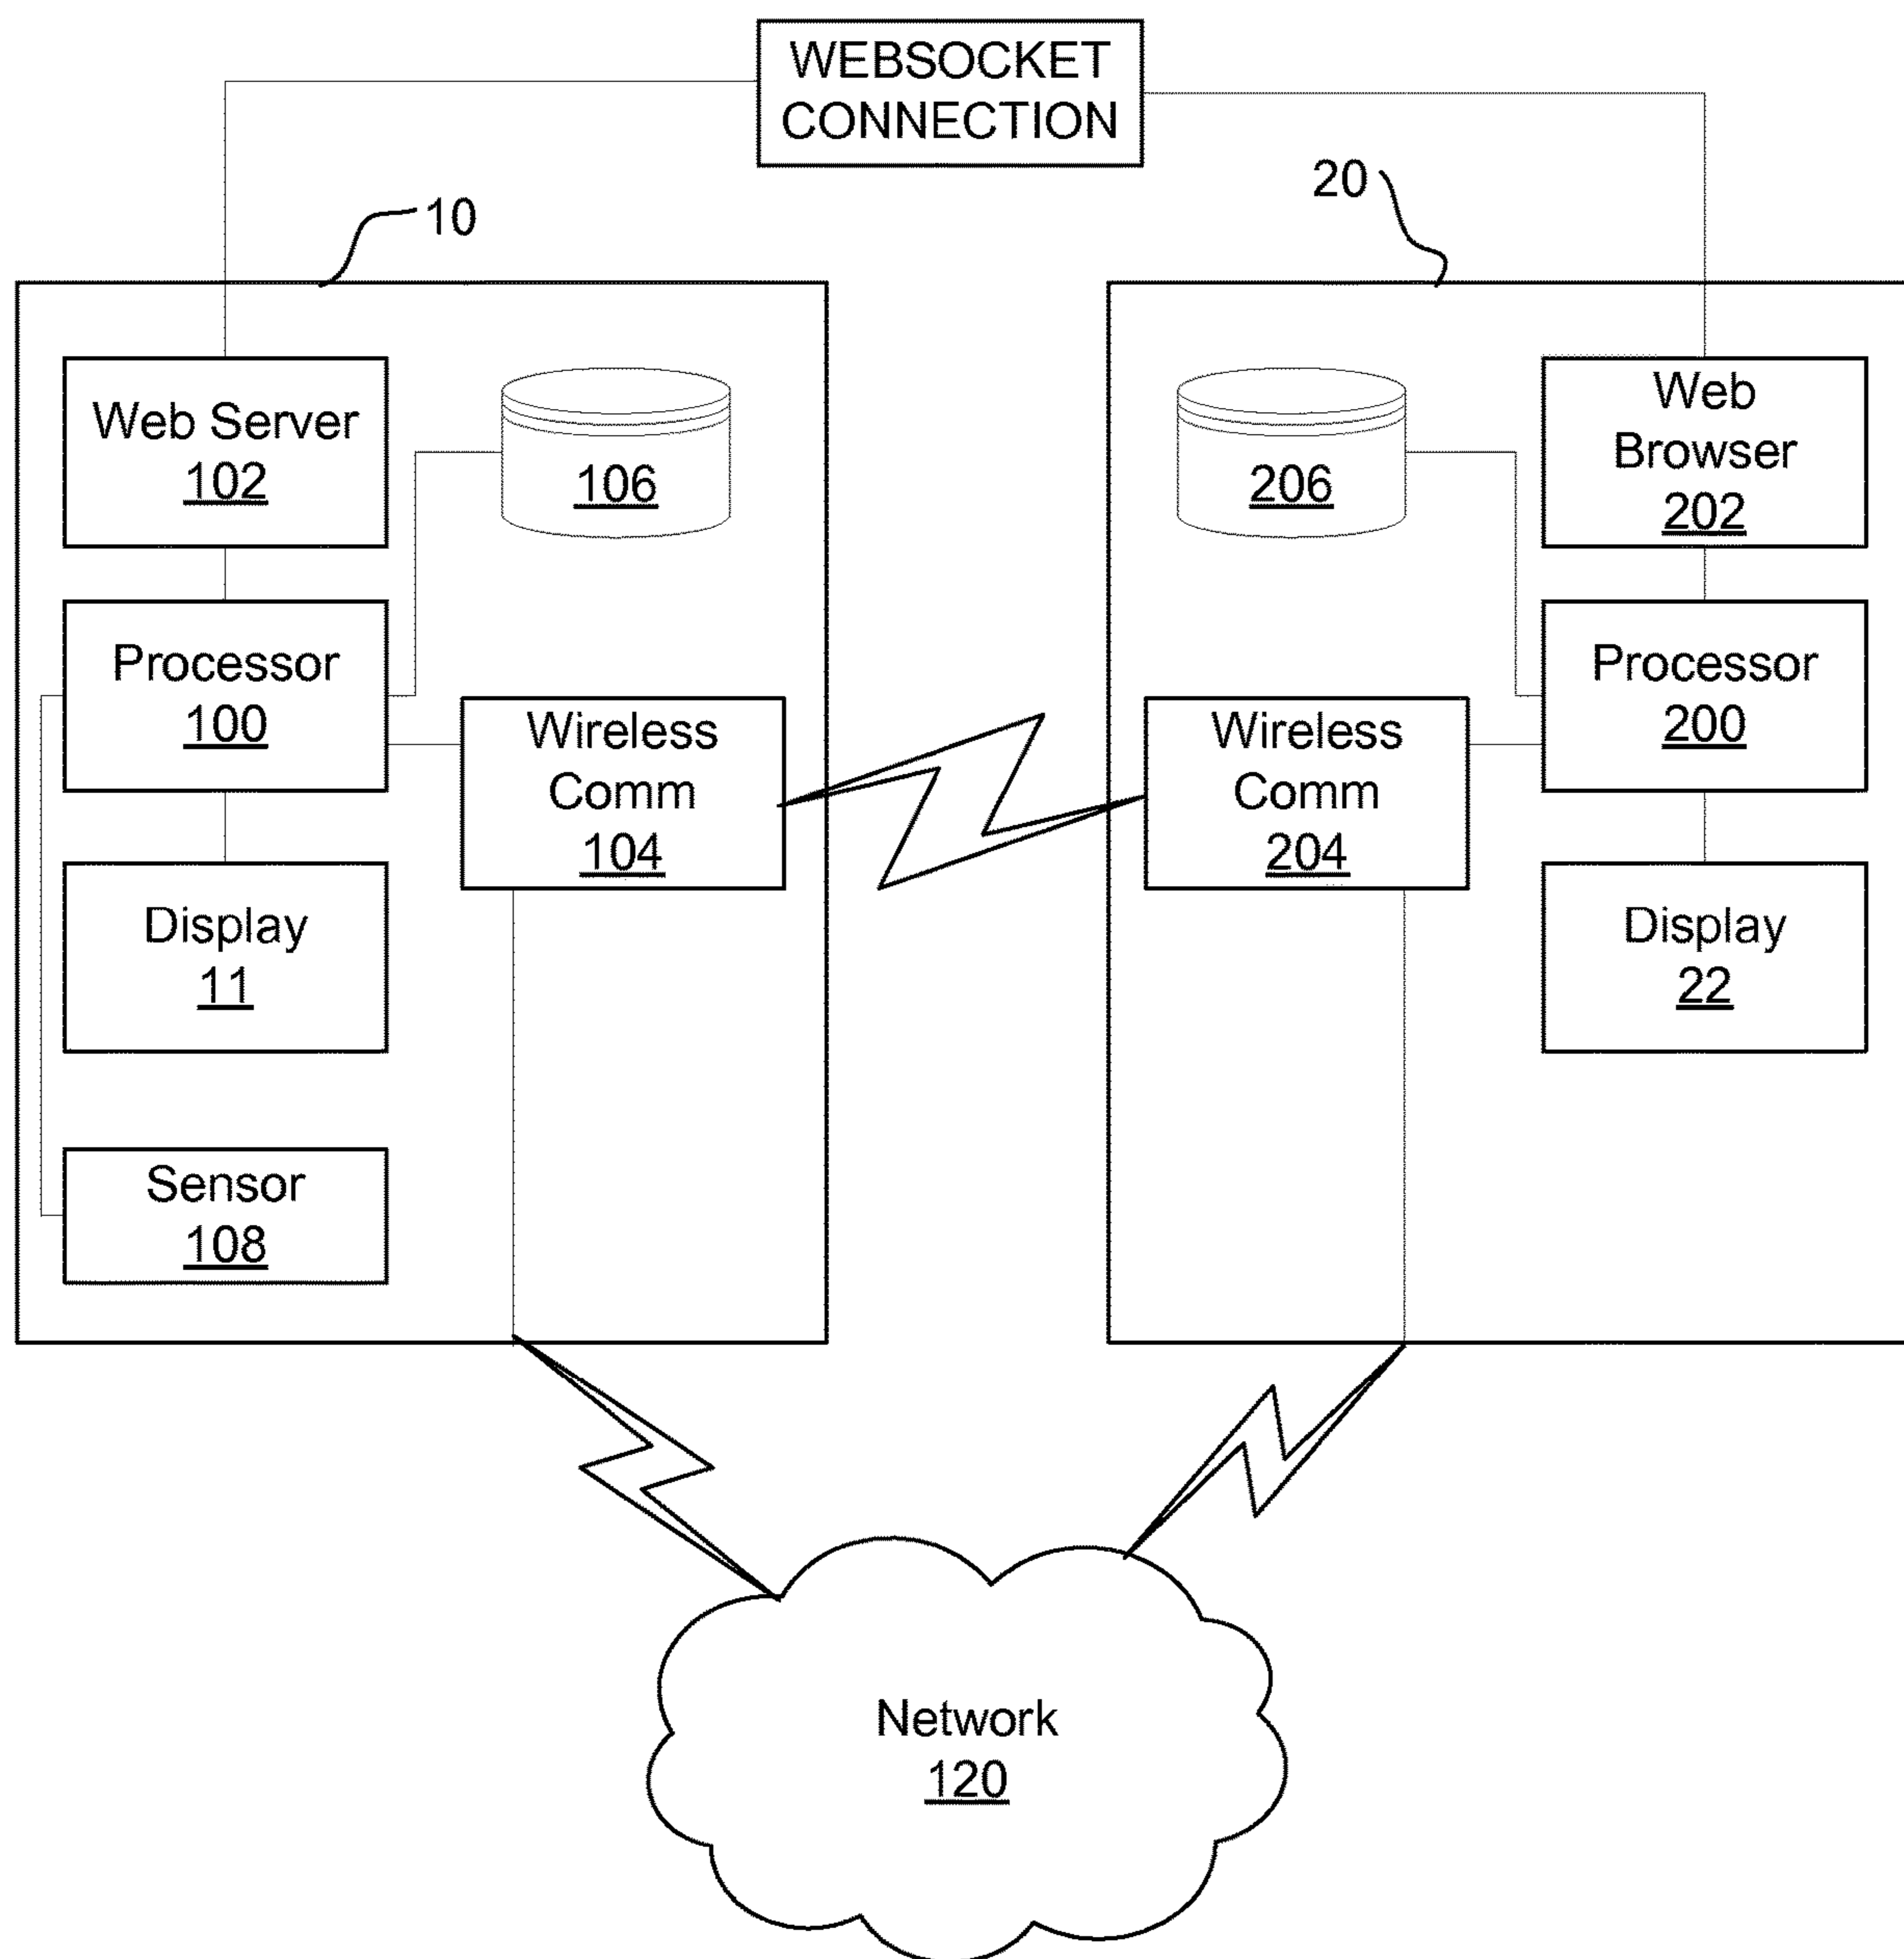 WEBSOCKET
CONNECTION
10
20
Web Server
102
106
206
Web
Browser
202
Processor
100
Wireless
Comm
104
Wireless
Comm
204
Processor
200
Display
11
Display
22
Sensor
108
Network
120